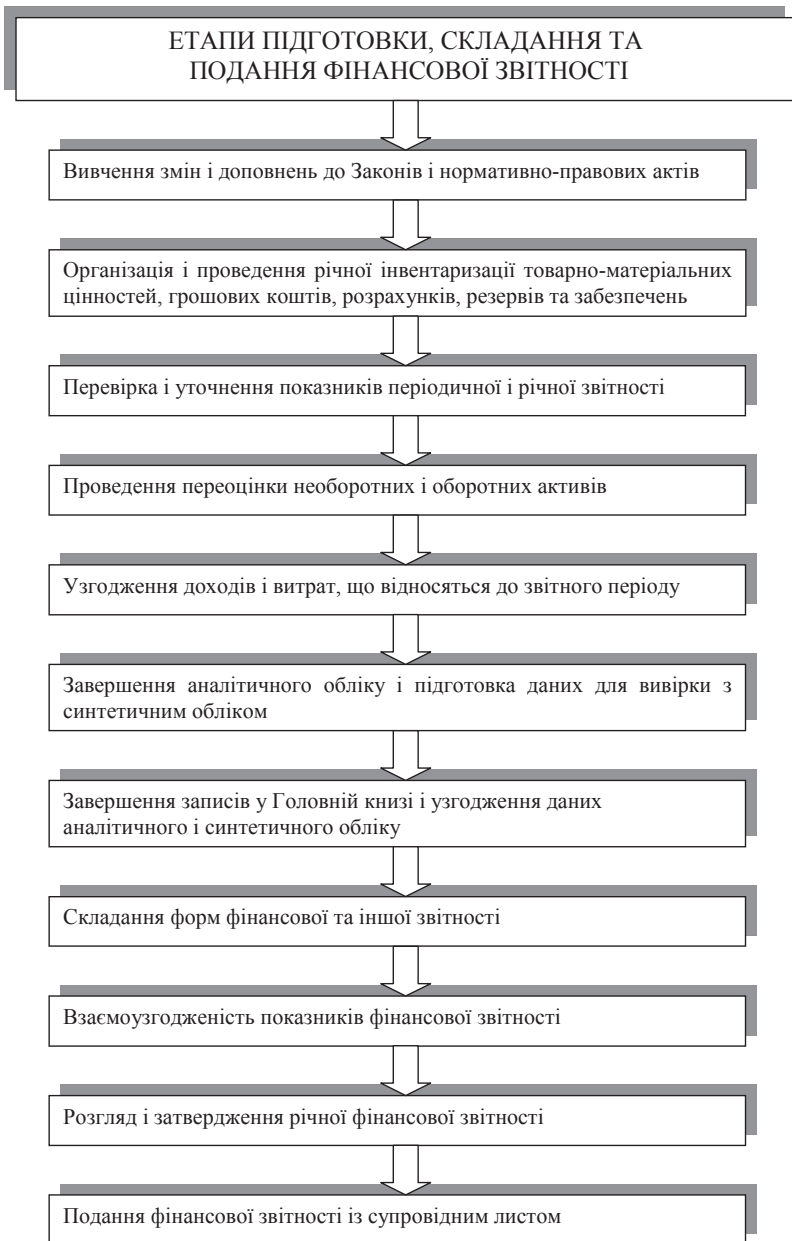 ЕТАПИ ПІДГОТОВКИ, СКЛАДАННЯ ТА
ПОДАННЯ ФІНАНСОВОЇ ЗВІТНОСТІ
Вивчення змін і доповнень до Законів і нормативно-правових актів
Організація і проведення річної інвентаризації товарно-матеріальних
цінностей, грошових коштів, розрахунків, резервів та забезпечень
Перевірка і уточнення показників періодичної і річної звітності
Проведення переоцінки необоротних і оборотних активів
Узгодження доходів і витрат, що відносяться до звітного періоду
Завершення аналітичного обліку і підготовка даних для вивірки з
синтетичним обліком
Завершення записів у Головній книзі і узгодження даних
аналітичного і синтетичного обліку
Складання форм фінансової та іншої звітності
Взаємоузгодженість показників фінансової звітності
Розгляд і затвердження річної фінансової звітності
Подання фінансової звітності із супровідним листом